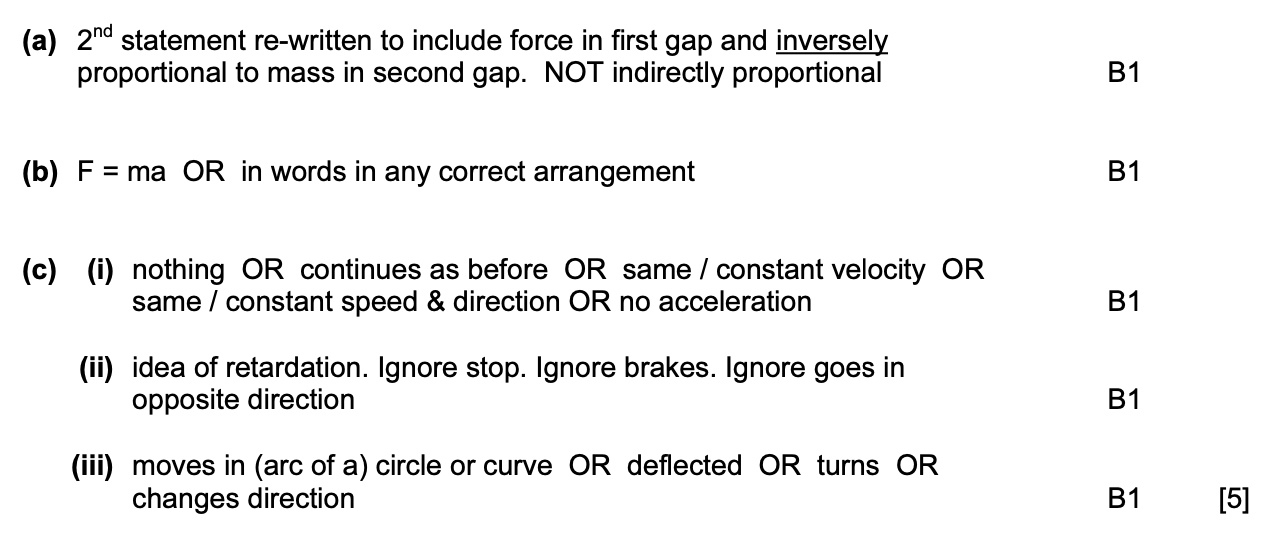 (a) 2nd statement re-written to include force in first gap and inversely
proportional to mass in second gap. NOT indirectly proportional B1
(b) F = ma OR in words in any correct arrangement B1
(c) (i) nothing OR continues as before OR same / constant velocity OR
same / constant speed & direction OR no acceleration B1
(ii) idea of retardation. Ignore stop. Ignore brakes. Ignore goes in
opposite direction B1
(iii) moves in (arc of a) circle or curve OR deflected OR turns OR
changes direction B1 [5]